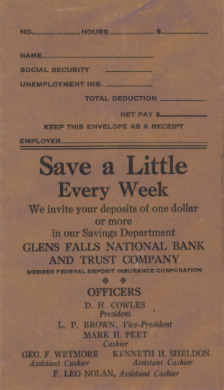 NO. HOURS $
NAME
SOCIAL SECURITY
UNEMPLOYMENT INS.
TOTAL DEDUCTION
NET PAY $
KEEP THIS ENVELOPE AS A RECEIPT
EMPLOYER
Save a Little
Every Week
We invite your deposits of one dollar
or more
in our Savings Department
GLENS FALLS NATIONAL BANK
AND TRUST COMPANY
MEMBER FEDERAL DEPOSIT INSURANCE CORPORATION
OFFICERS
D. H. COWLES
President
L. P. BROWN, Vice-President
MARK H. PEET
Cashier
GEO. F. WETMORE KENNETH H. SHELDON
Assistant Cashier Assistant Cashier
F. LEO NOLAN, Assistant Cashier